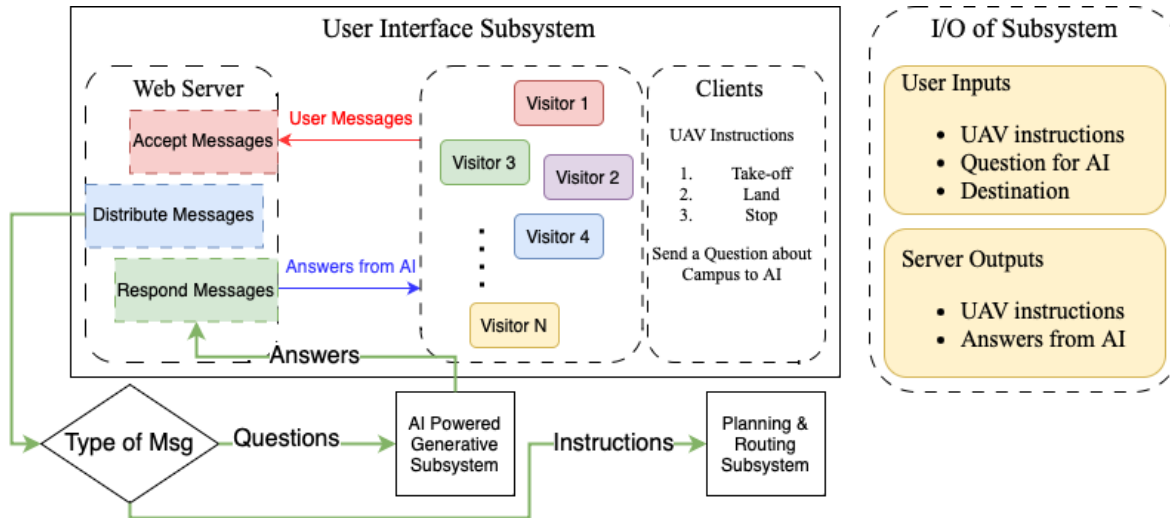 User Interface Subsystem
Web Server
Accept Messages
Distribute Messages
Respond Messages
User Messages
Answers from AI
Visitor 1
Visitor 3
Visitor 2
Visitor 4
Visitor N
Clients
UAV Instructions
1. Take-off
2. Land
3. Stop
Send a Question about
Campus to AI
Answers
Type of Msg
Questions
AI Powered
Generative
Subsystem
Instructions
Planning &
Routing
Subsystem
I/O of Subsystem
User Inputs
• UAV instructions
• Question for AI
• Destination
Server Outputs
• UAV instructions
• Answers from AI